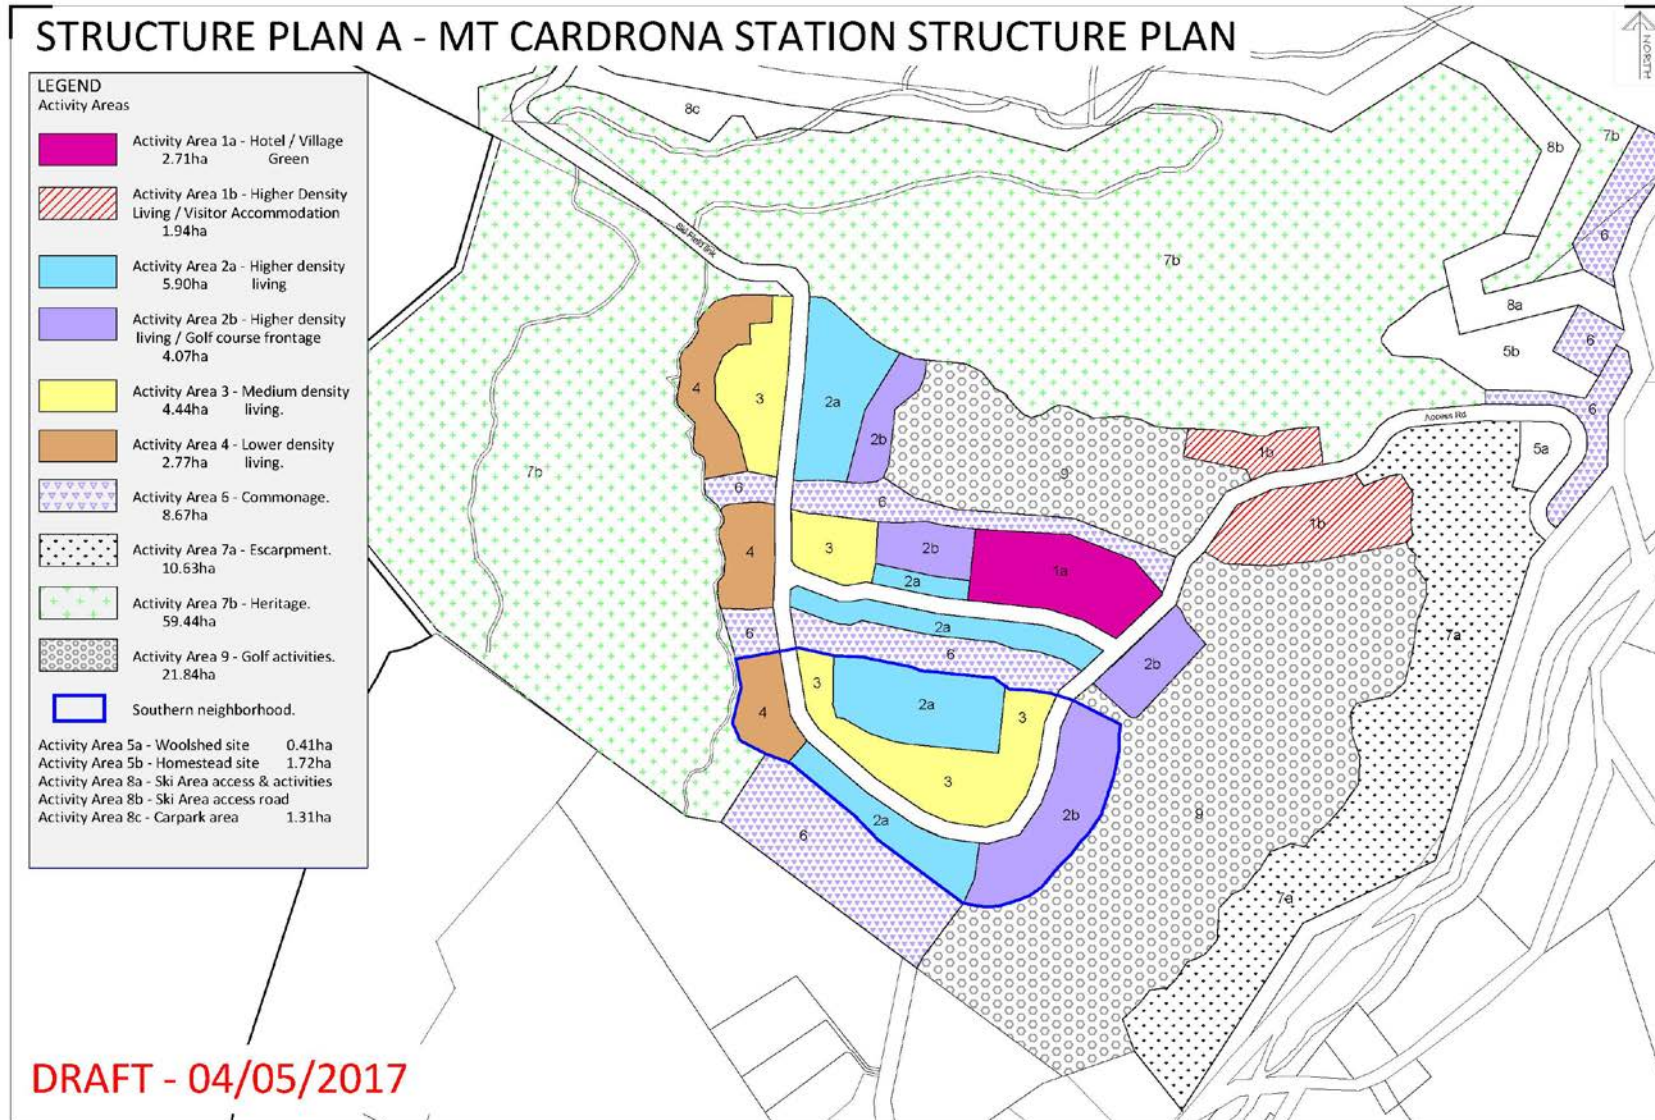 STRUCTURE PLAN A - MT CARDRONA STATION STRUCTURE PLAN
NORTH
LEGEND
Activity Areas
Activity Area 1a - Hotel / Village
2.71ha Green
Activity Area 1b - Higher Density
Living / Visitor Accommodation
1.94ha
Activity Area 2a - Higher density
5.90ha living
Activity Area 2b - Higher density
living / Golf course frontage
4.07ha
Activity Area 3 - Medium density
4.44ha living.
Activity Area 4 - Lower density
2.77ha living.
Activity Area 6 - Commonage.
8.67ha
Activity Area 7a - Escarpment.
10.63ha
Activity Area 7b - Heritage.
59.44ha
Activity Area 9 - Golf activities.
21.84ha
Southern neighborhood.
Activity Area 5a - Woolshed site 0.41ha
Activity Area 5b - Homestead site 1.72ha
Activity Area 8a - Ski Area access & activities
Activity Area 8b - Ski Area access road
Activity Area 8c - Carpark area 1.31ha
8c
7b
8b
6
Ski Field link
7b
8a
6
5b
4
3
2a
2b
6
Access Rd
7b
9
1b
5a
6
6
1b
4
3
2b
2a
1a
2a
6
6
7a
2b
4
3
2a
3
3
2b
2a
6
9
7a
DRAFT - 04/05/2017